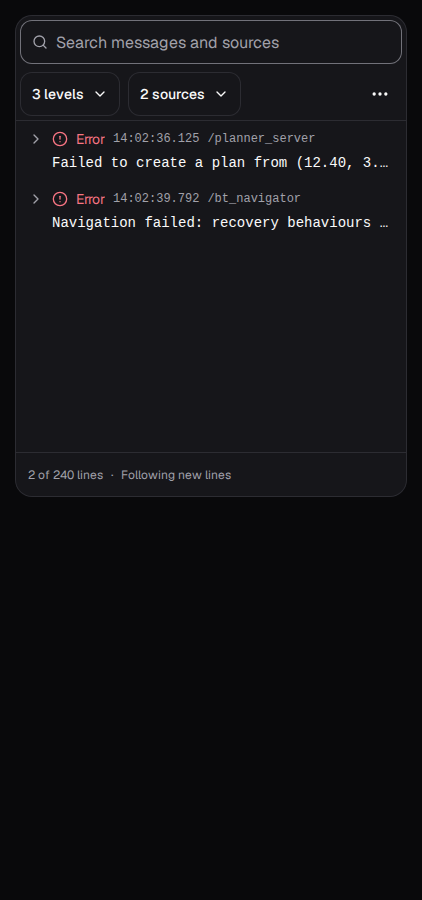 Search messages and sources
3 levels
2 sources
Error 14:02:36.125 /planner_server
Failed to create a plan from (12.40, 3.…
Error 14:02:39.792 /bt_navigator
Navigation failed: recovery behaviours …
2 of 240 lines · Following new lines